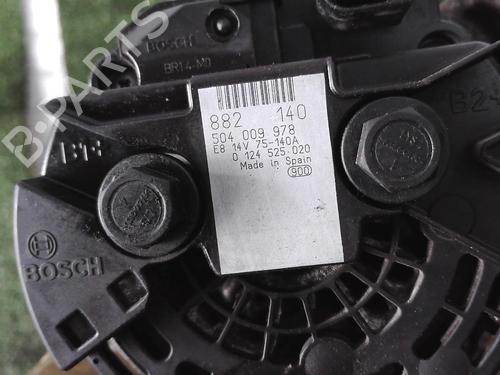 BOSCH
BR14-M0
882 140
504 009 978
E8 14V 75-140A
0 124 525 020
Made in Spain
900
B+
BOSCH
B-PARTS